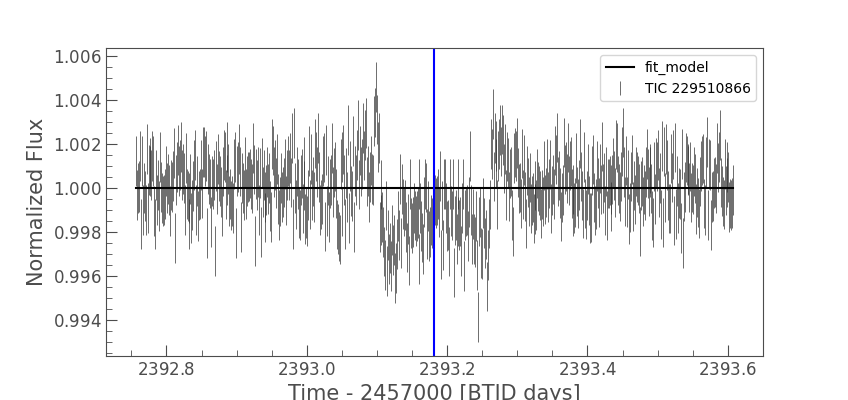 1.006
1.004
1.002
1.000
0.998
0.996
0.994
Normalized Flux
fit_model
TIC 229510866
2392.8 2393.0 2393.2 2393.4 2393.6
Time - 2457000 [BTJD days]